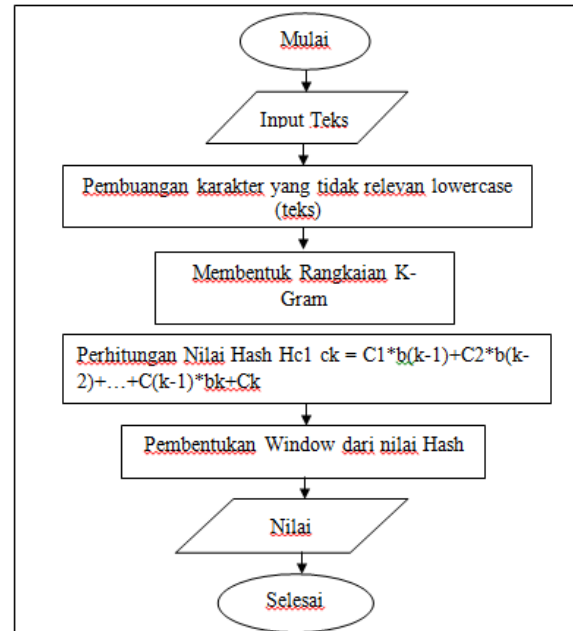 Mulai
Input Teks
Pembuangan karakter yang tidak relevan lowercase
(teks)
Membentuk Rangkaian K-
Gram
Perhitungan Nilai Hash Hc1 ck = C1*b(k-1)+C2*b(k-
2)+...+C(k-1)*bk+Ck
Pembentukan Window dari nilai Hash
Nilai
Selesai